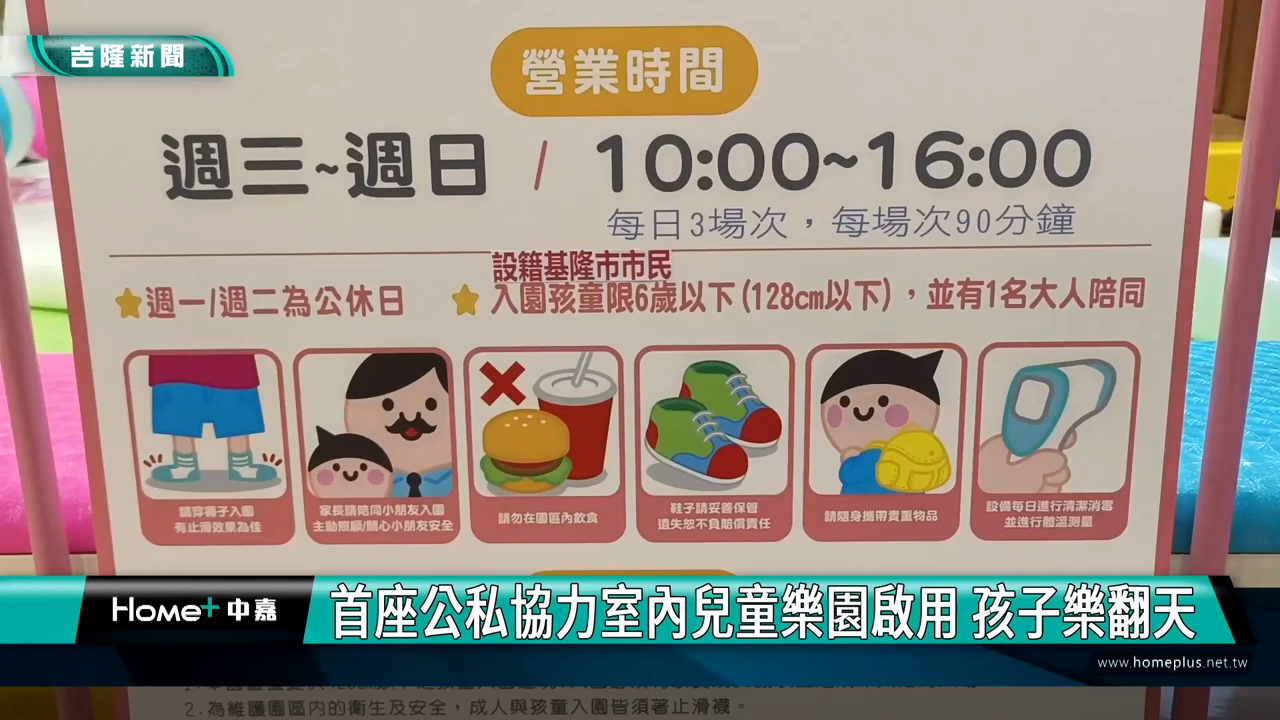 吉隆新聞
營業時間
週三~週日 / 10:00~16:00
每日3場次，每場次90分鐘
設籍基隆市市民
週一/週二為公休日
入園孩童限6歲以下(128cm以下)，並有1名大人陪同
請穿襪子入園
有止滑效果為佳
家長請陪同小朋友入園
主動照顧/關心小朋友安全
請勿在園區內飲食
鞋子請妥善保管
遺失恕不負賠償責任
請隨身攜帶貴重物品
設備每日進行清潔消毒
並進行體溫測量
Home+中嘉
首座公私協力室內兒童樂園啟用 孩子樂翻天
www.homeplus.net.tw
2.為維護園區內的衛生及安全，成人與孩童入園皆須著止滑襪。